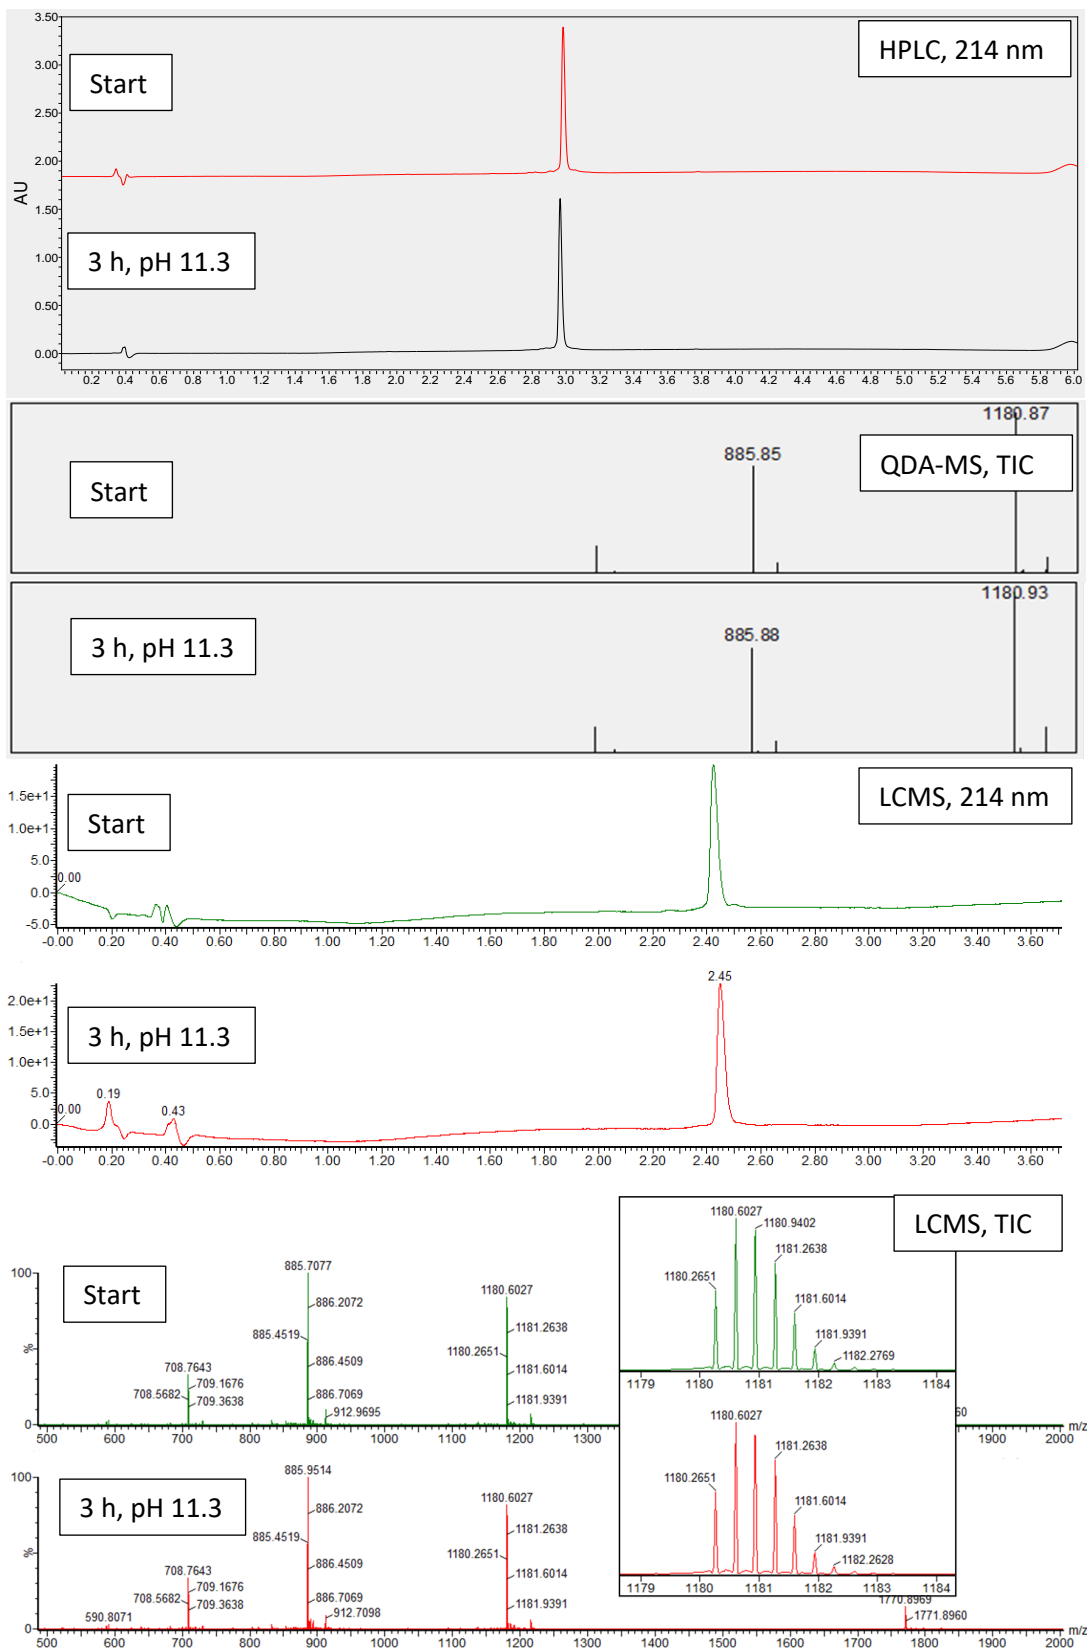 3.50
HPLC, 214 nm
3.00
Start
2.50
2.00
AU
1.50
3 h, pH 11.3
1.00
0.50
0.00
0.2 0.4 0.6 0.8 1.0 1.2 1.4 1.6 1.8 2.0 2.2 2.4 2.6 2.8 3.0 3.2 3.4 3.6 3.8 4.0 4.2 4.4 4.6 4.8 5.0 5.2 5.4 5.6 5.8 6.0
1180.87
885.85
QDA-MS, TIC
Start
1180.93
885.88
3 h, pH 11.3
LCMS, 214 nm
1.5e+1
Start
1.0e+1
5.0
0.00
0.0
-5.0
-0.00 0.20 0.40 0.60 0.80 1.00 1.20 1.40 1.60 1.80 2.00 2.20 2.40 2.60 2.80 3.00 3.20 3.40 3.60
2.45
2.0e+1
3 h, pH 11.3
1.5e+1
1.0e+1
0.19
5.0
0.43
0.00
0.0
-0.00 0.20 0.40 0.60 0.80 1.00 1.20 1.40 1.60 1.80 2.00 2.20 2.40 2.60 2.80 3.00 3.20 3.40 3.60
LCMS, TIC
1180.6027
1180.9402
1181.2638
1180.2651
1181.6014
1181.9391
1182.2769
1179 1180 1181 1182 1183 1184
Start
100
885.7077
1180.6027
886.2072
1181.2638
885.4519
%
1180.2651
886.4509
1181.6014
708.7643
709.1676
708.5682
709.3638
886.7069
1181.9391
912.9695
60
0
500 600 700 800 900 1000 1100 1200 1300 1900 2000
m/z
1180.6027
1181.2638
1180.2651
1181.6014
1181.9391
1182.2628
1179 1180 1181 1182 1183 1184
3 h, pH 11.3
100
885.9514
1180.6027
886.2072
1181.2638
885.4519
%
1180.2651
886.4509
1181.6014
708.7643
709.1676
708.5682
709.3638
886.7069
1181.9391
590.8071
912.7098
1770.8969
1771.8960
0
500 600 700 800 900 1000 1100 1200 1300 1400 1500 1600 1700 1800 1900 2000
m/z